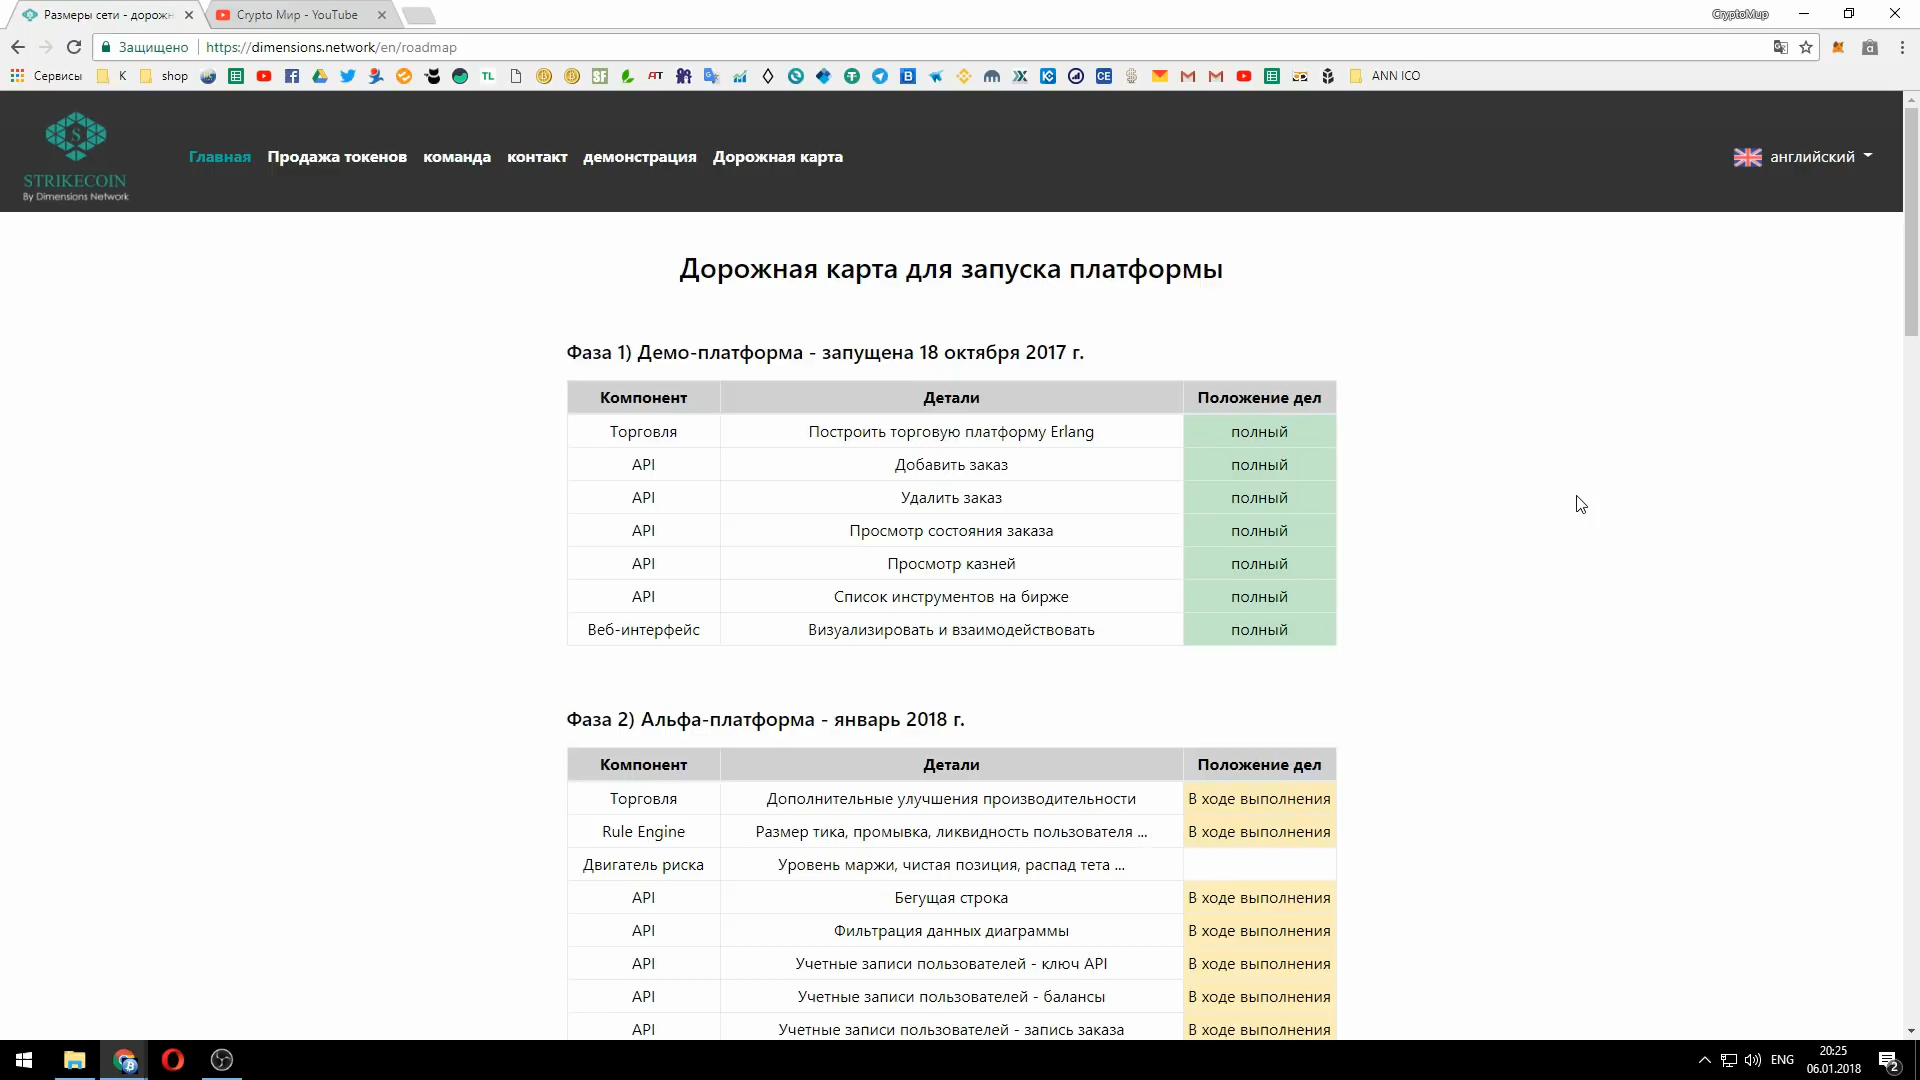 Размеры сети - дорожн
Crypto Мир - YouTube
CryptoMup
Защищено
https://dimensions.network/en/roadmap
Сервисы
K
shop
ANN ICO
STRIKECOIN
By Dimensions Network
Главная
Продажа токенов
команда
контакт
демонстрация
Дорожная карта
английский
Дорожная карта для запуска платформы
Фаза 1) Демо-платформа - запущена 18 октября 2017 г.
Компонент Детали Положение дел
Торговля Построить торговую платформу Erlang полный
API Добавить заказ полный
API Удалить заказ полный
API Просмотр состояния заказа полный
API Просмотр казней полный
API Список инструментов на бирже полный
Веб-интерфейс Визуализировать и взаимодействовать полный
Фаза 2) Альфа-платформа - январь 2018 г.
Компонент Детали Положение дел
Торговля Дополнительные улучшения производительности В ходе выполнения
Rule Engine Размер тика, промывка, ликвидность пользователя ... В ходе выполнения
Двигатель риска Уровень маржи, чистая позиция, распад тета ...
API Бегущая строка В ходе выполнения
API Фильтрация данных диаграммы В ходе выполнения
API Учетные записи пользователей - ключ API В ходе выполнения
API Учетные записи пользователей - балансы В ходе выполнения
API Учетные записи пользователей - запись заказа В ходе выполнения
ENG
20:25
06.01.2018
2